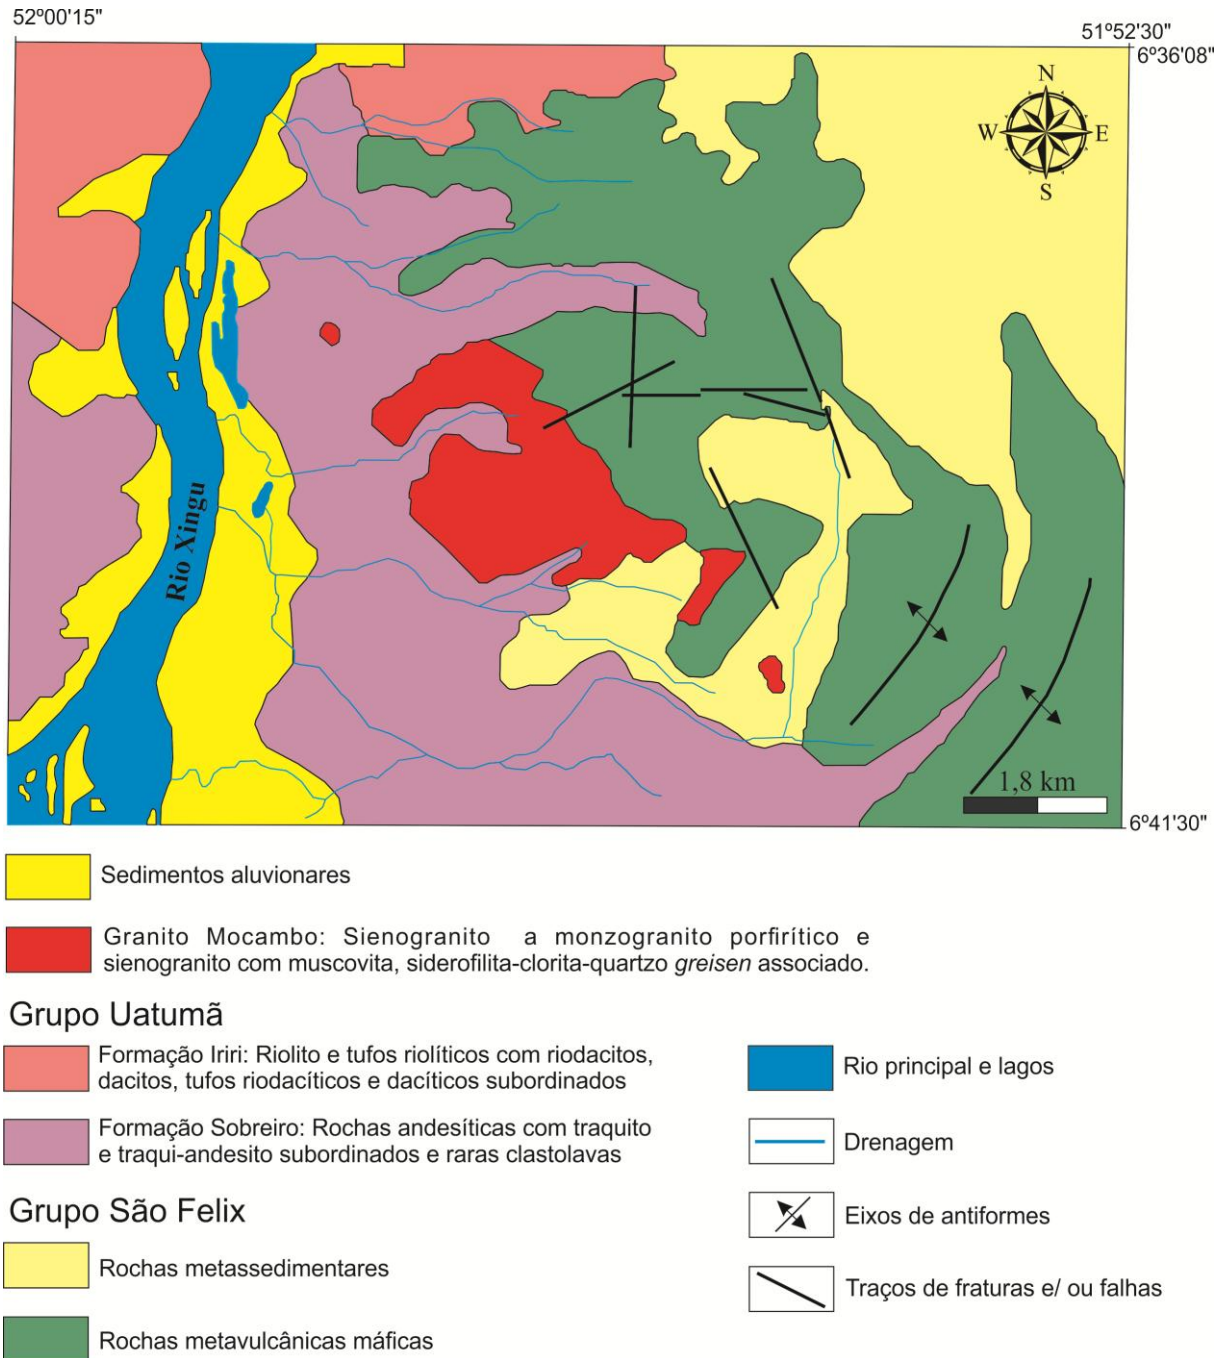 52º00'15"
51º52'30"
6º36'08"
N
W E
S
Rio Xingu
1,8 km
6º41'30"
Sedimentos aluvionares
Granito Mocambo: Sienogranito a monzogranito porfirítico e
sienogranito com muscovita, siderofilita-clorita-quartzo greisen associado.
Grupo Uatumã
Formação Iriri: Riolito e tufos riolíticos com riodacitos,
dacitos, tufos riodacíticos e dacíticos subordinados
Formação Sobreiro: Rochas andesíticas com traquito
e traqui-andesito subordinados e raras clastolavas
Grupo São Felix
Rochas metassedimentares
Rochas metavulcânicas máficas
Rio principal e lagos
Drenagem
Eixos de antiformes
Traços de fraturas e/ ou falhas